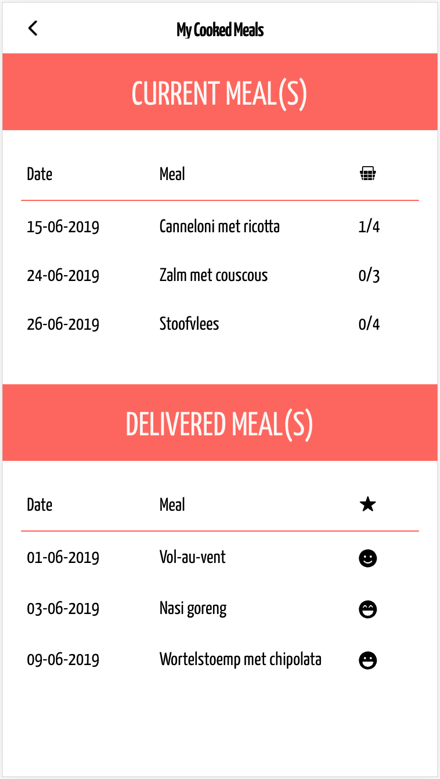 My Cooked Meals
CURRENT MEAL(S)
Date Meal
15-06-2019 Canneloni met ricotta 1/4
24-06-2019 Zalm met couscous 0/3
26-06-2019 Stoofvlees 0/4
DELIVERED MEAL(S)
Date Meal
01-06-2019 Vol-au-vent
03-06-2019 Nasi goreng
09-06-2019 Wortelstoemp met chipolata